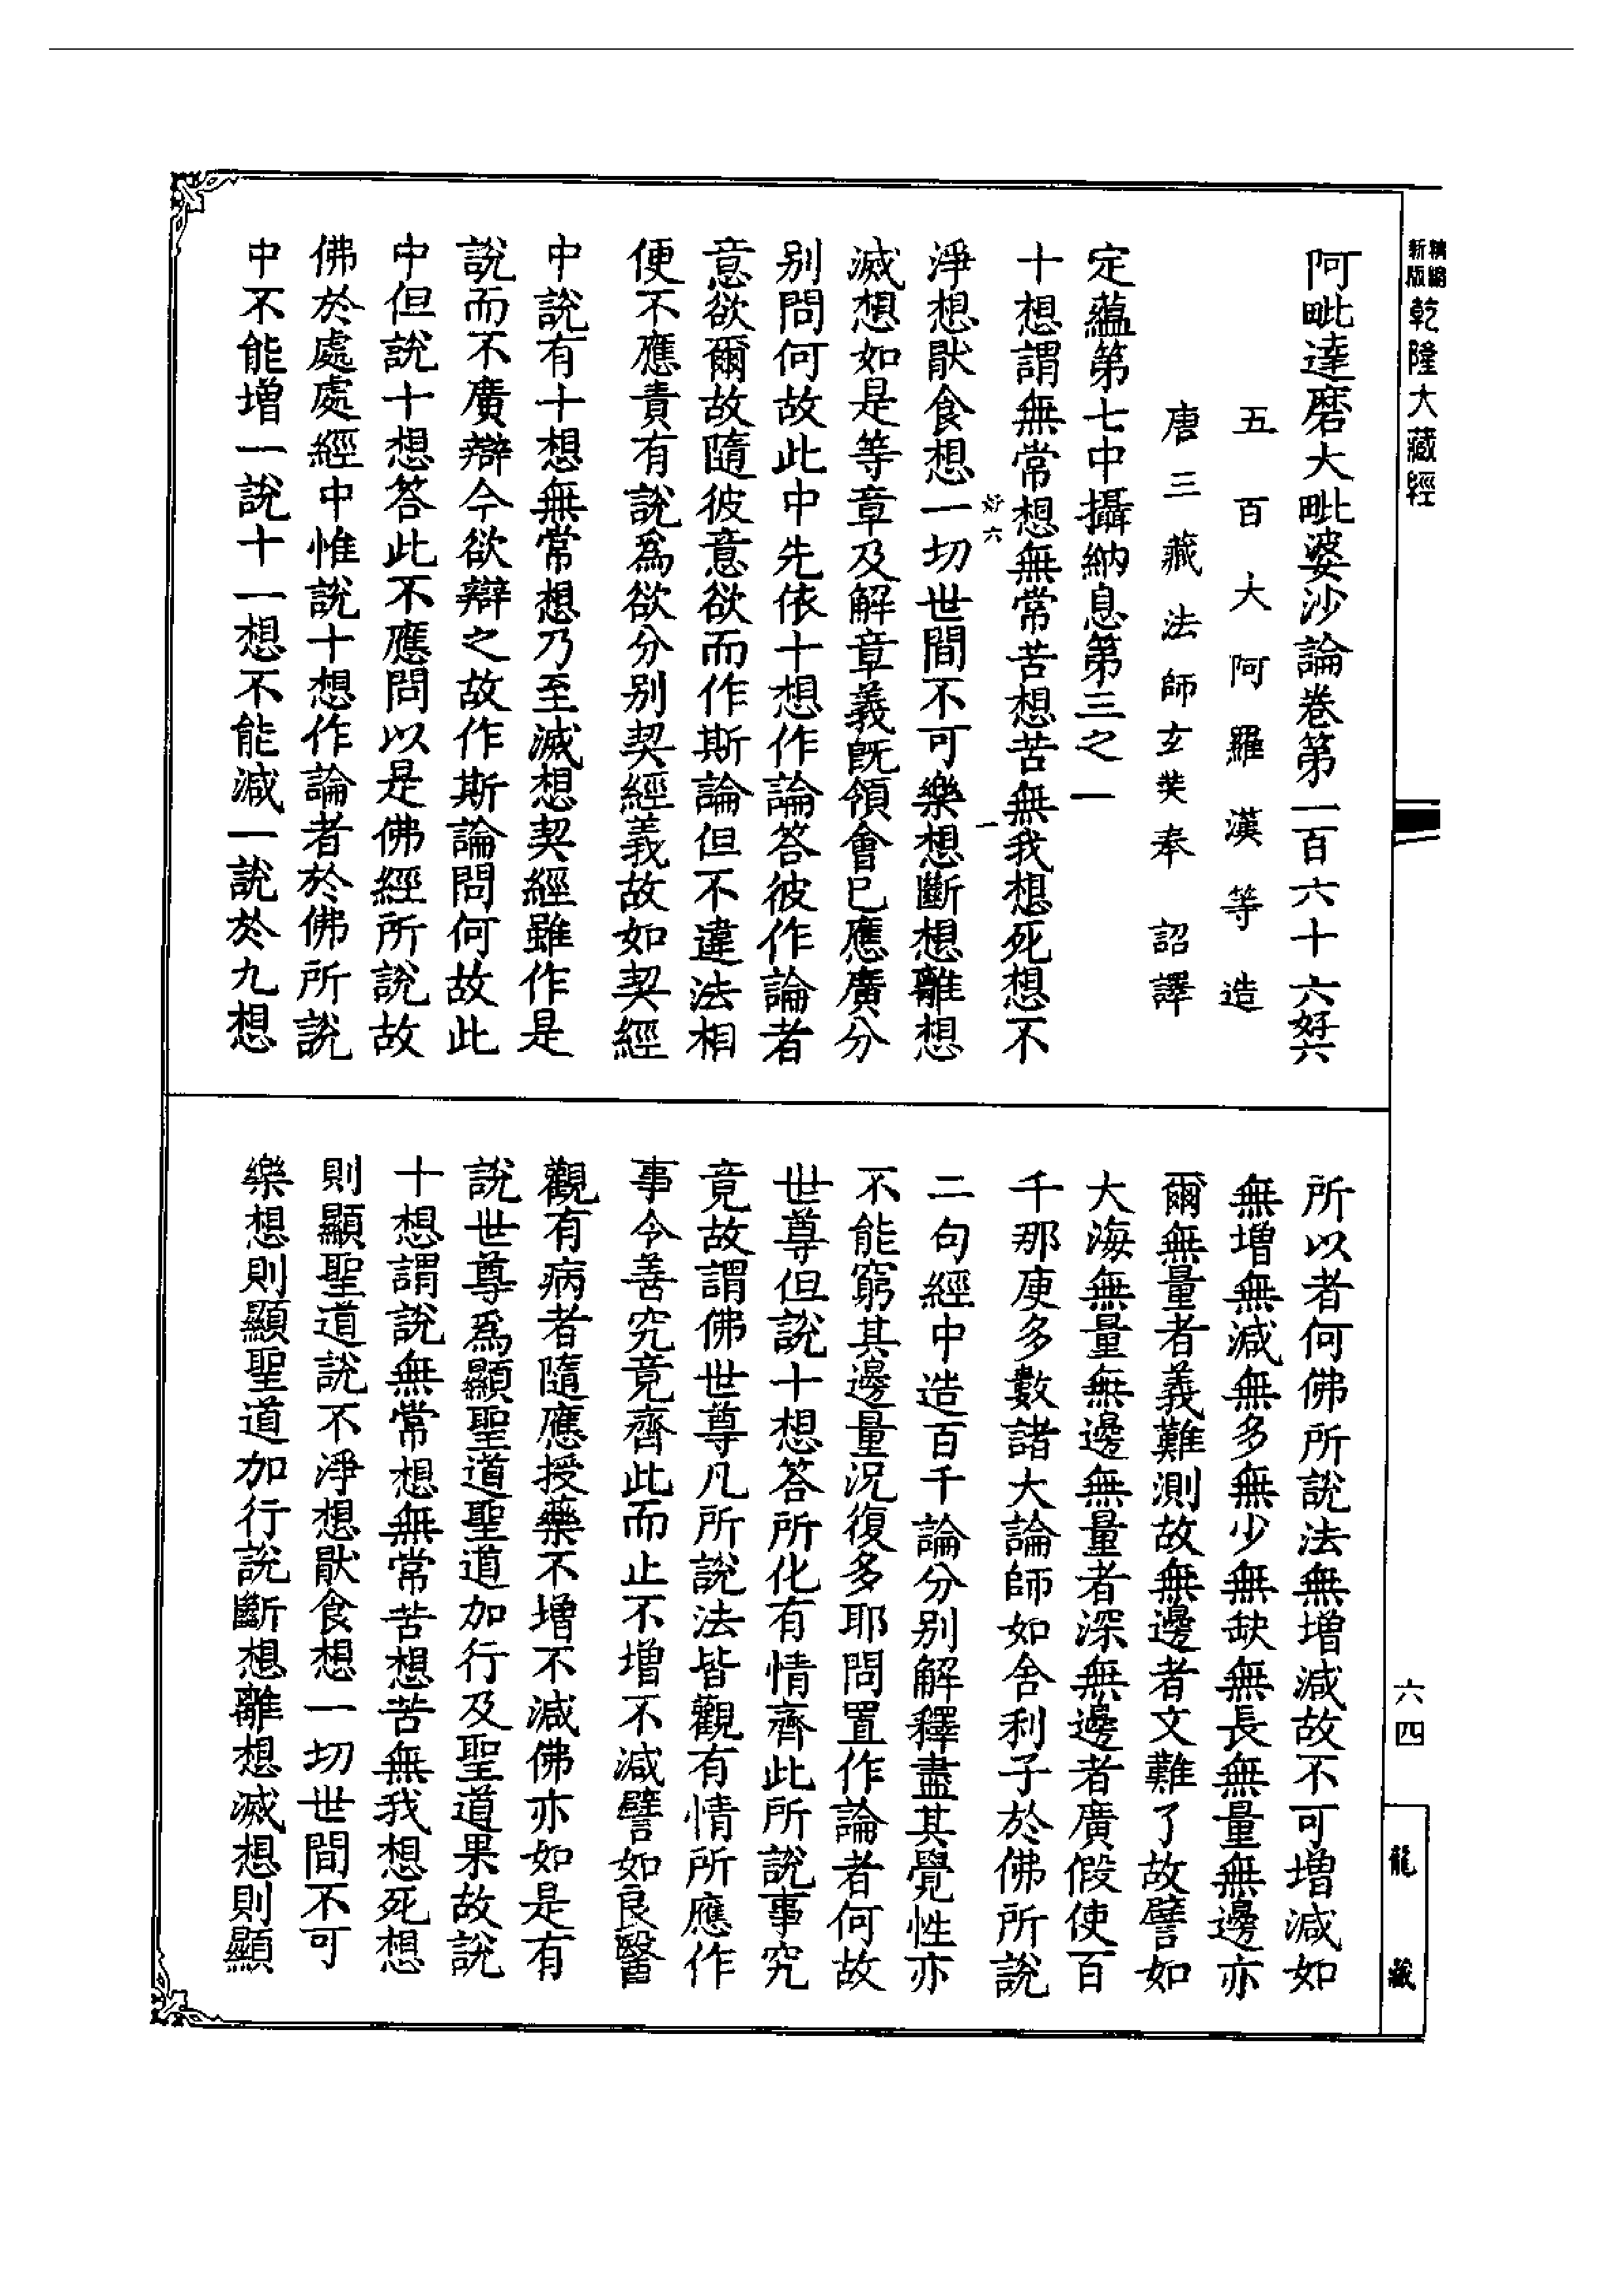 新版精縮乾隆大藏經
阿毗達磨大毗婆沙論卷第一百六十六好六
五百大阿羅漢等造
唐三藏法師玄奘奉詔譯
定蘊第七中攝納息第三之一
十想謂無常想無常苦想苦無我想死想不
好六
一
淨想猒食想一切世間不可樂想斷想離想
滅想如是等章及解章義旣領會已應廣分
别問何故此中先依十想作論答彼作論者
意欲爾故隨彼意欲而作斯論但不違法相
便不應責有說爲欲分别契經義故如契經
中說有十想無常想乃至滅想契經雖作是
說而不廣辯今欲辯之故作斯論問何故此
中但說十想答此不應問以是佛經所說故
佛於處處經中惟說十想作論者於佛所說
中不能增一說十一想不能減一說於九想
所以者何佛所說法無增減故不可增減如
無增無減無多無少無缺無長無量無邊亦
爾無量者義難測故無邊者文難了故譬如
大海無量無邊無量者深無邊者廣假使百
千那庾多數諸大論師如舍利子於佛所說
二句經中造百千論分别解釋盡其覺性亦
不能窮其邊量況復多耶問置作論者何故
世尊但說十想答所化有情齊此所說事究
竟故謂佛世尊凡所說法皆觀有情所應作
事令善究竟齊此而止不增不減譬如良醫
觀有病者隨應授藥不增不減佛亦如是有
說世尊爲顯聖道聖道加行及聖道果故說
十想謂說無常想無常苦想苦無我想死想
則顯聖道說不淨想猒食想一切世間不可
樂想則顯聖道加行說斷想離想滅想則顯
六四
龍藏